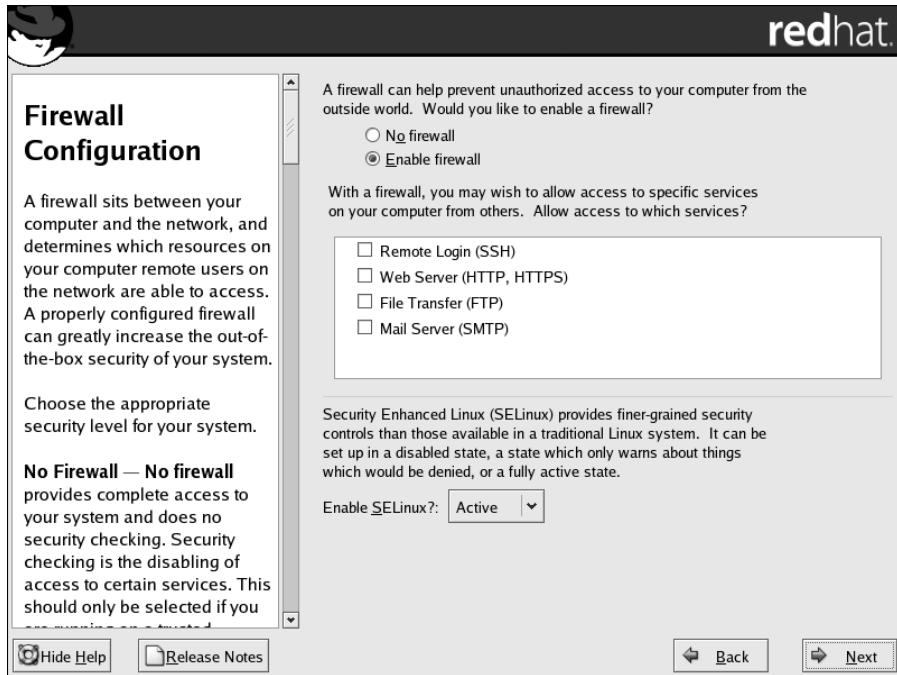 redhat.
Firewall
Configuration
A firewall sits between your
computer and the network, and
determines which resources on
your computer remote users on
the network are able to access.
A properly configured firewall
can greatly increase the out-of-
the-box security of your system.
Choose the appropriate
security level for your system.
No Firewall — No firewall
provides complete access to
your system and does no
security checking. Security
checking is the disabling of
access to certain services. This
should only be selected if you
are running on a trusted
A firewall can help prevent unauthorized access to your computer from the
outside world.  Would you like to enable a firewall?
No firewall
Enable firewall
With a firewall, you may wish to allow access to specific services
on your computer from others.  Allow access to which services?
Remote Login (SSH)
Web Server (HTTP, HTTPS)
File Transfer (FTP)
Mail Server (SMTP)
Security Enhanced Linux (SELinux) provides finer-grained security
controls than those available in a traditional Linux system.  It can be
set up in a disabled state, a state which only warns about things
which would be denied, or a fully active state.
Enable SELinux?: Active
Hide Help
Release Notes
Back
Next